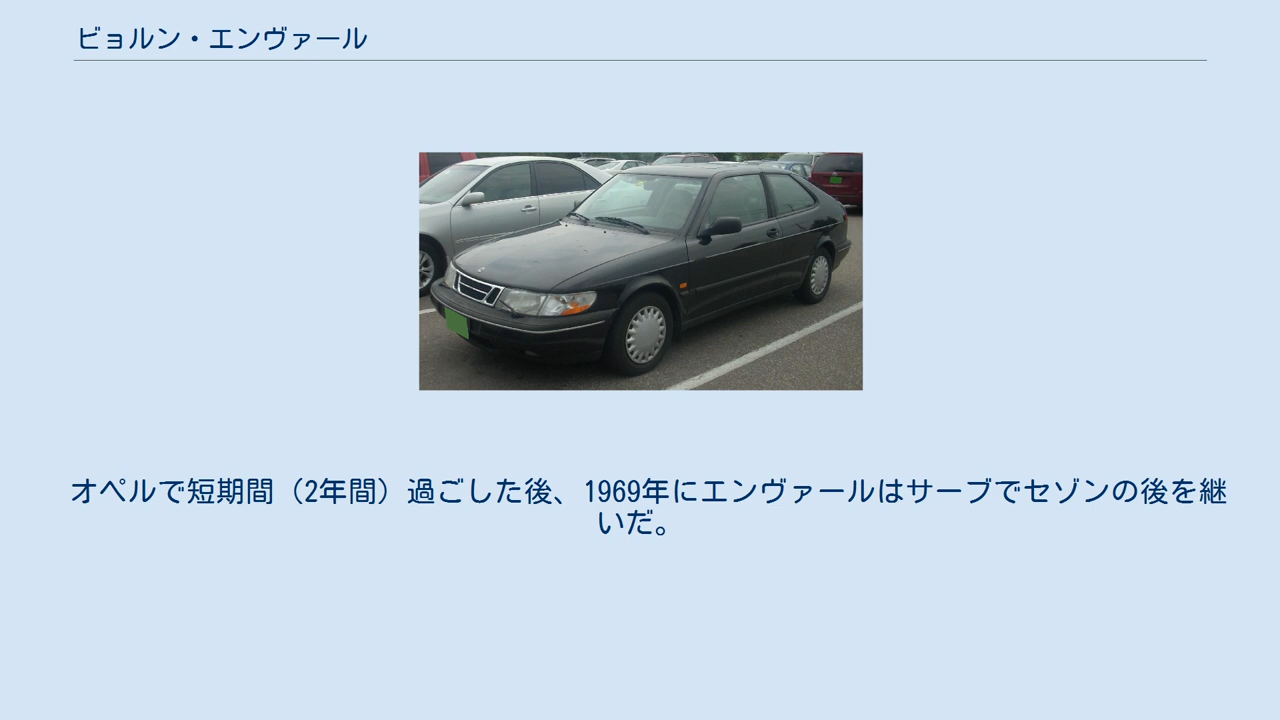 ビョルン・エンヴァール
オペルで短期間（2年間）過ごした後、1969年にエンヴァールはサーブでセゾンの後を継
いだ。